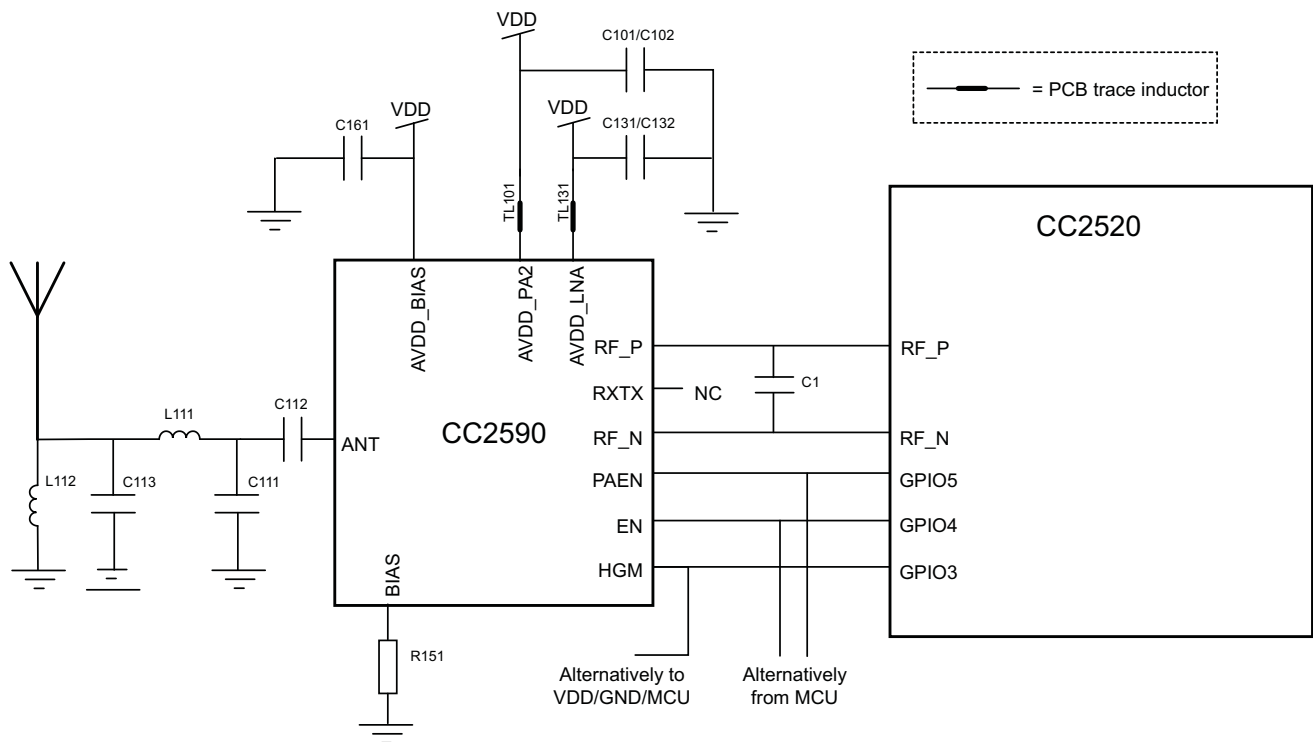 VDD
C101/C102
= PCB trace inductor
VDD
VDD
C161
C131/C132
TL101
TL131
CC2520
AVDD_BIAS
AVDD_PA2
AVDD_LNA
RF_P
RF_P
RXTX
NC
C1
L111
C112
ANT
CC2590
RF_N
RF_N
L112
C113
C111
PAEN
GPIO5
EN
GPIO4
BIAS
HGM
GPIO3
R151
Alternatively to
VDD/GND/MCU
Alternatively
from MCU